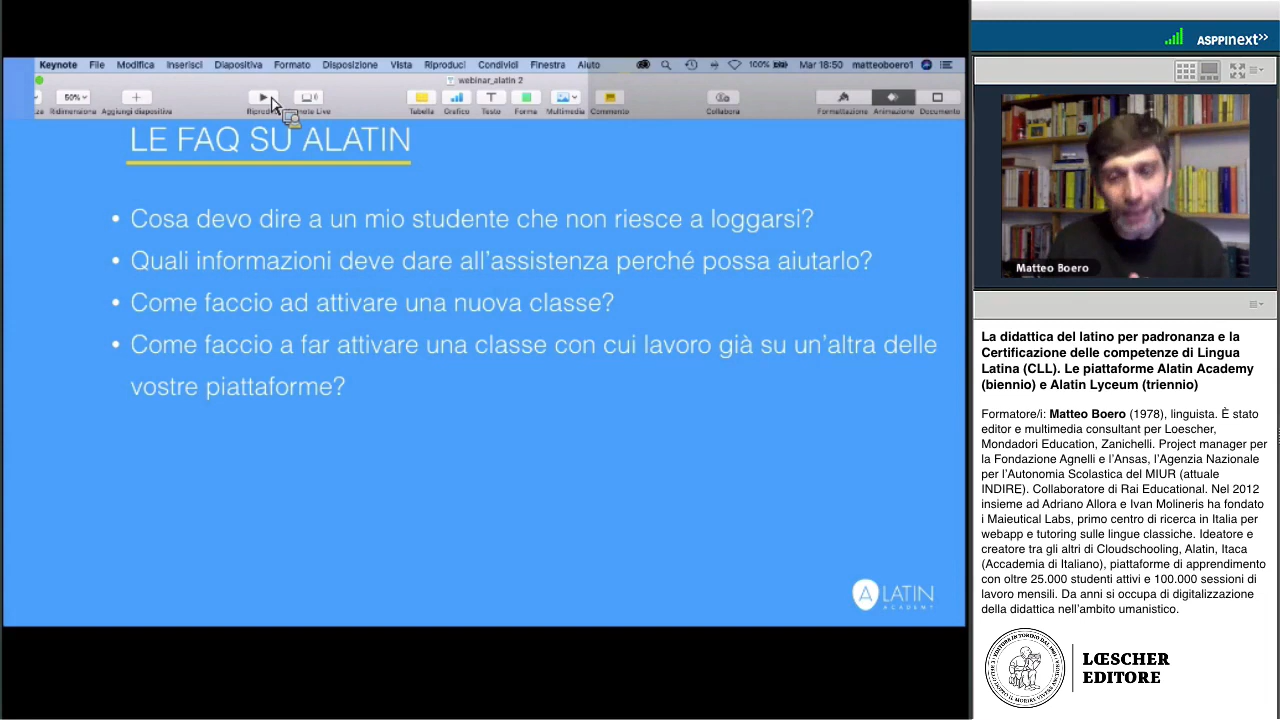 Keynote File Modifica Inserisci Diapositiva Formato Disposizione Vista Riproduci Condividi Finestra Aiuto 100% Mar 18:50 matteoboero1
webinar_alatin 2
50%
Ridimensiona Aggiungi diapositiva Tabella Grafico Testo Forma Multimedia Commento Collabora Formattazione Animazione Documento
LE FAQ SU ALATIN
• Cosa devo dire a un mio studente che non riesce a loggarsi?
• Quali informazioni deve dare all'assistenza perché possa aiutarlo?
• Come faccio ad attivare una nuova classe?
• Come faccio a far attivare una classe con cui lavoro già su un'altra delle
vostre piattaforme?
A LATIN
ACADEMY
ASPPInext>>
Matteo Boero
La didattica del latino per padronanza e la
Certificazione delle competenze di Lingua
Latina (CLL). Le piattaforme Alatin Academy
(biennio) e Alatin Lyceum (triennio)
Formatore/i: Matteo Boero (1978), linguista. È stato
editor e multimedia consultant per Loescher,
Mondadori Education, Zanichelli. Project manager per
la Fondazione Agnelli e l'Ansas, l'Agenzia Nazionale
per l'Autonomia Scolastica del MIUR (attuale
INDIRE). Collaboratore di Rai Educational. Nel 2012
insieme ad Adriano Allora e Ivan Molineris ha fondato
i Maieutical Labs, primo centro di ricerca in Italia per
webapp e tutoring sulle lingue classiche. Ideatore e
creatore tra gli altri di Cloudschooling, Alatin, Itaca
(Accademia di Italiano), piattaforme di apprendimento
con oltre 25.000 studenti attivi e 100.000 sessioni di
lavoro mensili. Da anni si occupa di digitalizzazione
della didattica nell'ambito umanistico.
LŒSCHER
EDITORE